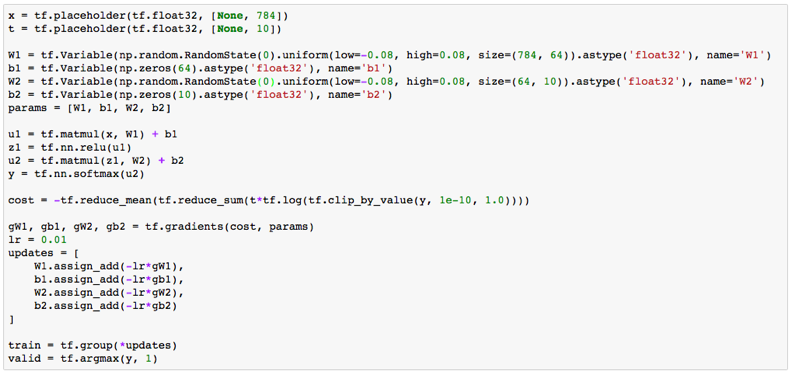 x = tf.placeholder(tf.float32, [None, 784])
t = tf.placeholder(tf.float32, [None, 10])

W1 = tf.Variable(np.random.RandomState(0).uniform(low=-0.08, high=0.08, size=(784, 64)).astype('float32'), name='W1')
b1 = tf.Variable(np.zeros(64).astype('float32'), name='b1')
W2 = tf.Variable(np.random.RandomState(0).uniform(low=-0.08, high=0.08, size=(64, 10)).astype('float32'), name='W2')
b2 = tf.Variable(np.zeros(10).astype('float32'), name='b2')
params = [W1, b1, W2, b2]

u1 = tf.matmul(x, W1) + b1
z1 = tf.nn.relu(u1)
u2 = tf.matmul(z1, W2) + b2
y = tf.nn.softmax(u2)

cost = -tf.reduce_mean(tf.reduce_sum(t*tf.log(tf.clip_by_value(y, 1e-10, 1.0))))

gW1, gb1, gW2, gb2 = tf.gradients(cost, params)
lr = 0.01
updates = [
    W1.assign_add(-lr*gW1),
    b1.assign_add(-lr*gb1),
    W2.assign_add(-lr*gW2),
    b2.assign_add(-lr*gb2)
]

train = tf.group(*updates)
valid = tf.argmax(y, 1)